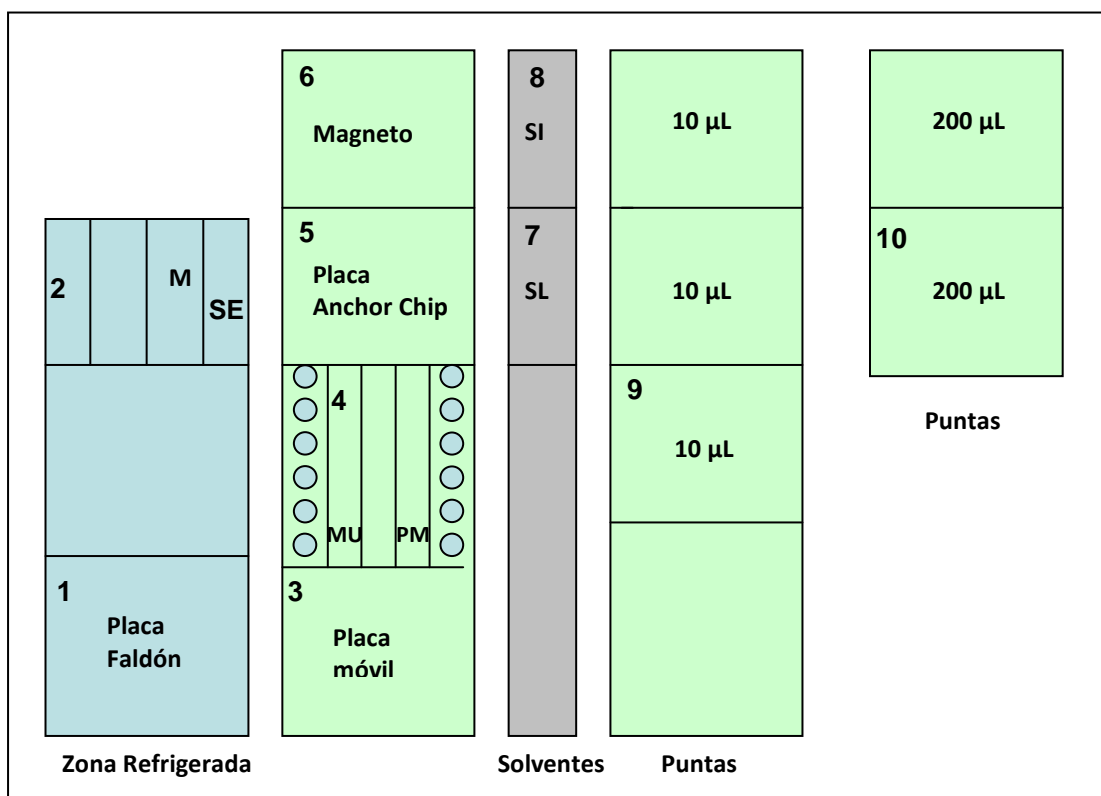 6
Magneto
8
SI
10 µL
200 µL
2
M
SE
5
Placa
Anchor Chip
7
SL
10 µL
10
200 µL
4
MU
PM
9
10 µL
Puntas
1
Placa
Faldón
3
Placa
móvil
Zona Refrigerada
Solventes
Puntas